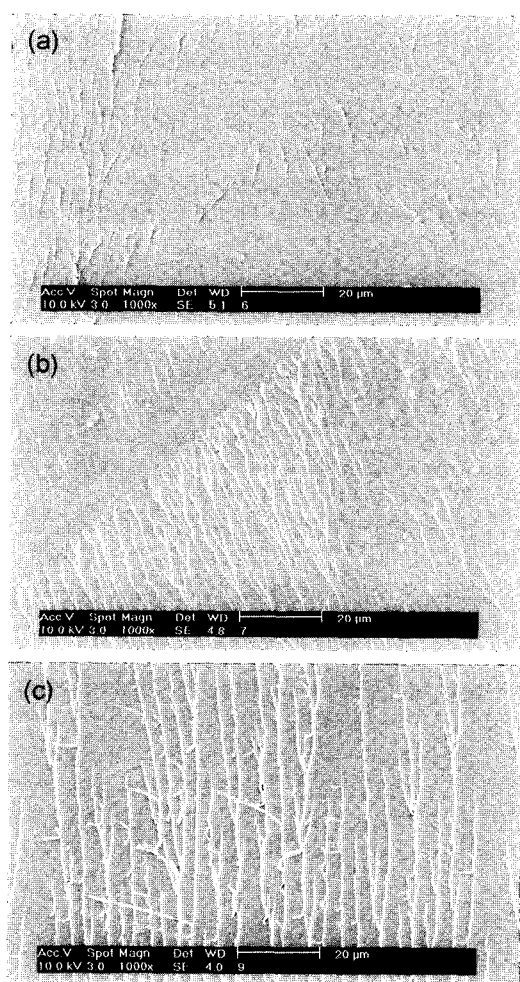 (a)
Acc.V Spot Magn Det WD 20 µm
10.0 kV 3.0 1000x SE 5.1 6
(b)
Acc.V Spot Magn Det WD 20 µm
10.0 kV 3.0 1000x SE 4.8 7
(c)
Acc.V Spot Magn Det WD 20 µm
10.0 kV 3.0 1000x SE 4.0 9